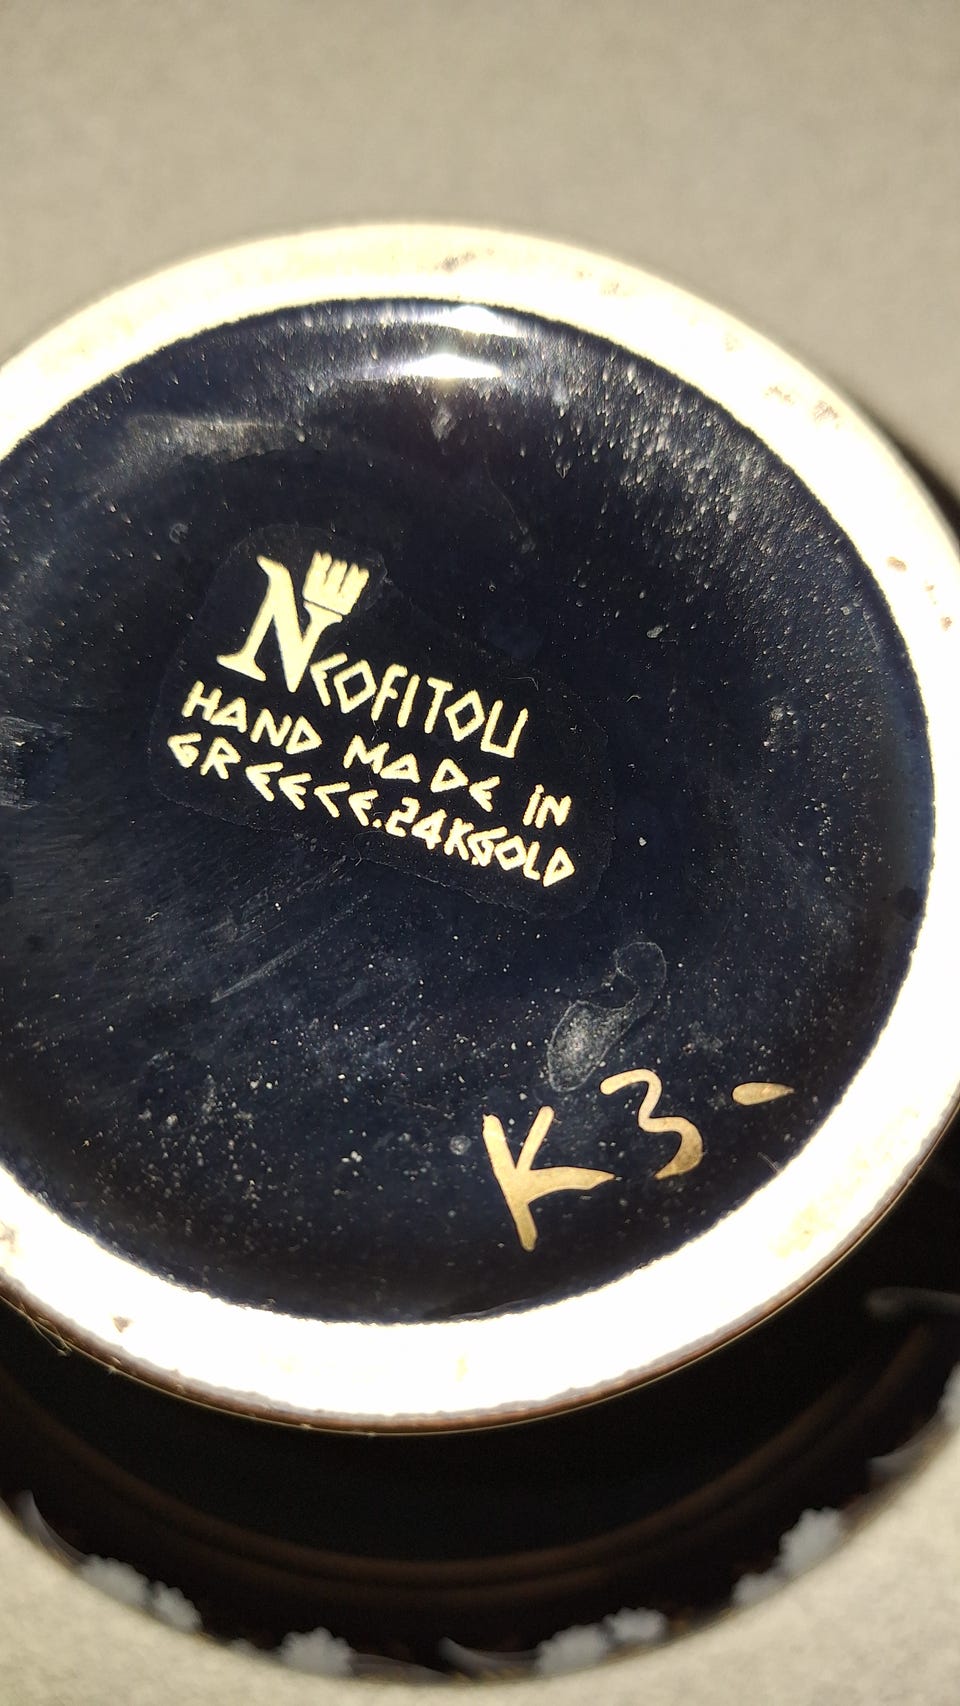 NEOFITOU
HAND MADE IN
GREECE.24KGOLD
K3-